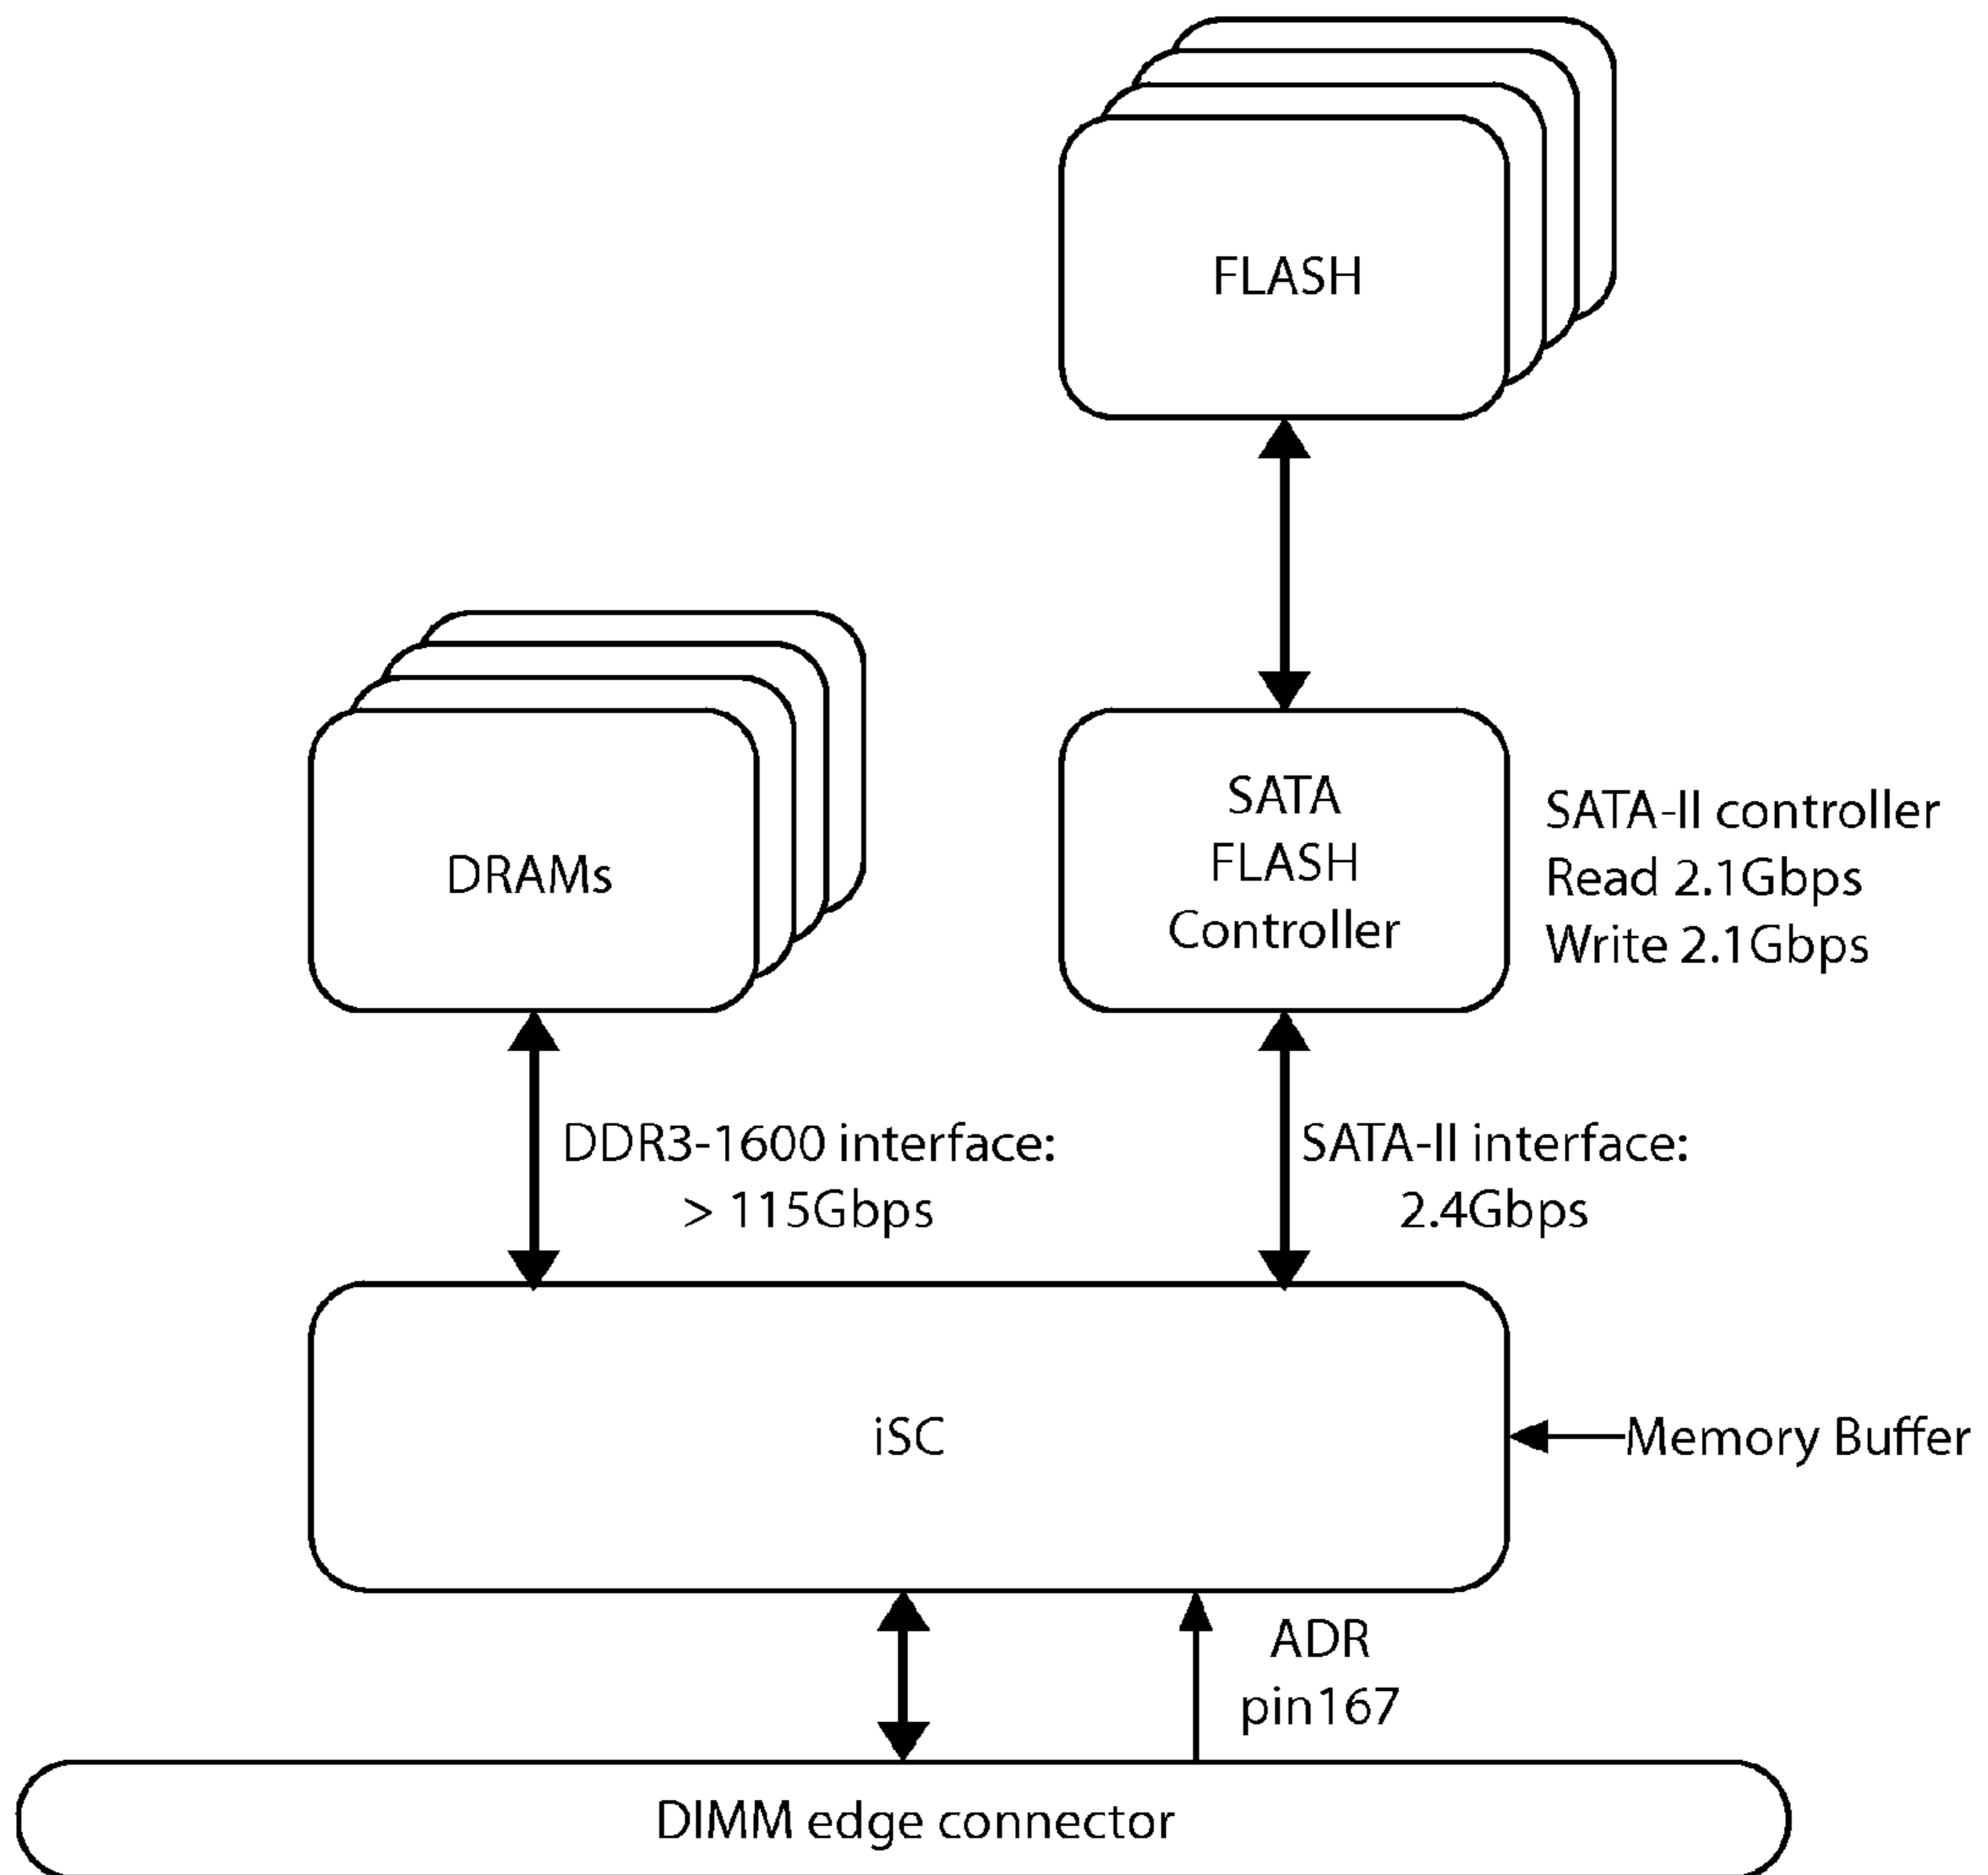 FLASH
SATA
FLASH
Controller
SATA-II controller
Read 2.1Gbps
Write 2.1Gbps
DRAMs
DDR3-1600 interface:
> 115Gbps
SATA-II interface:
2.4Gbps
iSC
Memory Buffer
ADR
pin167
DIMM edge connector